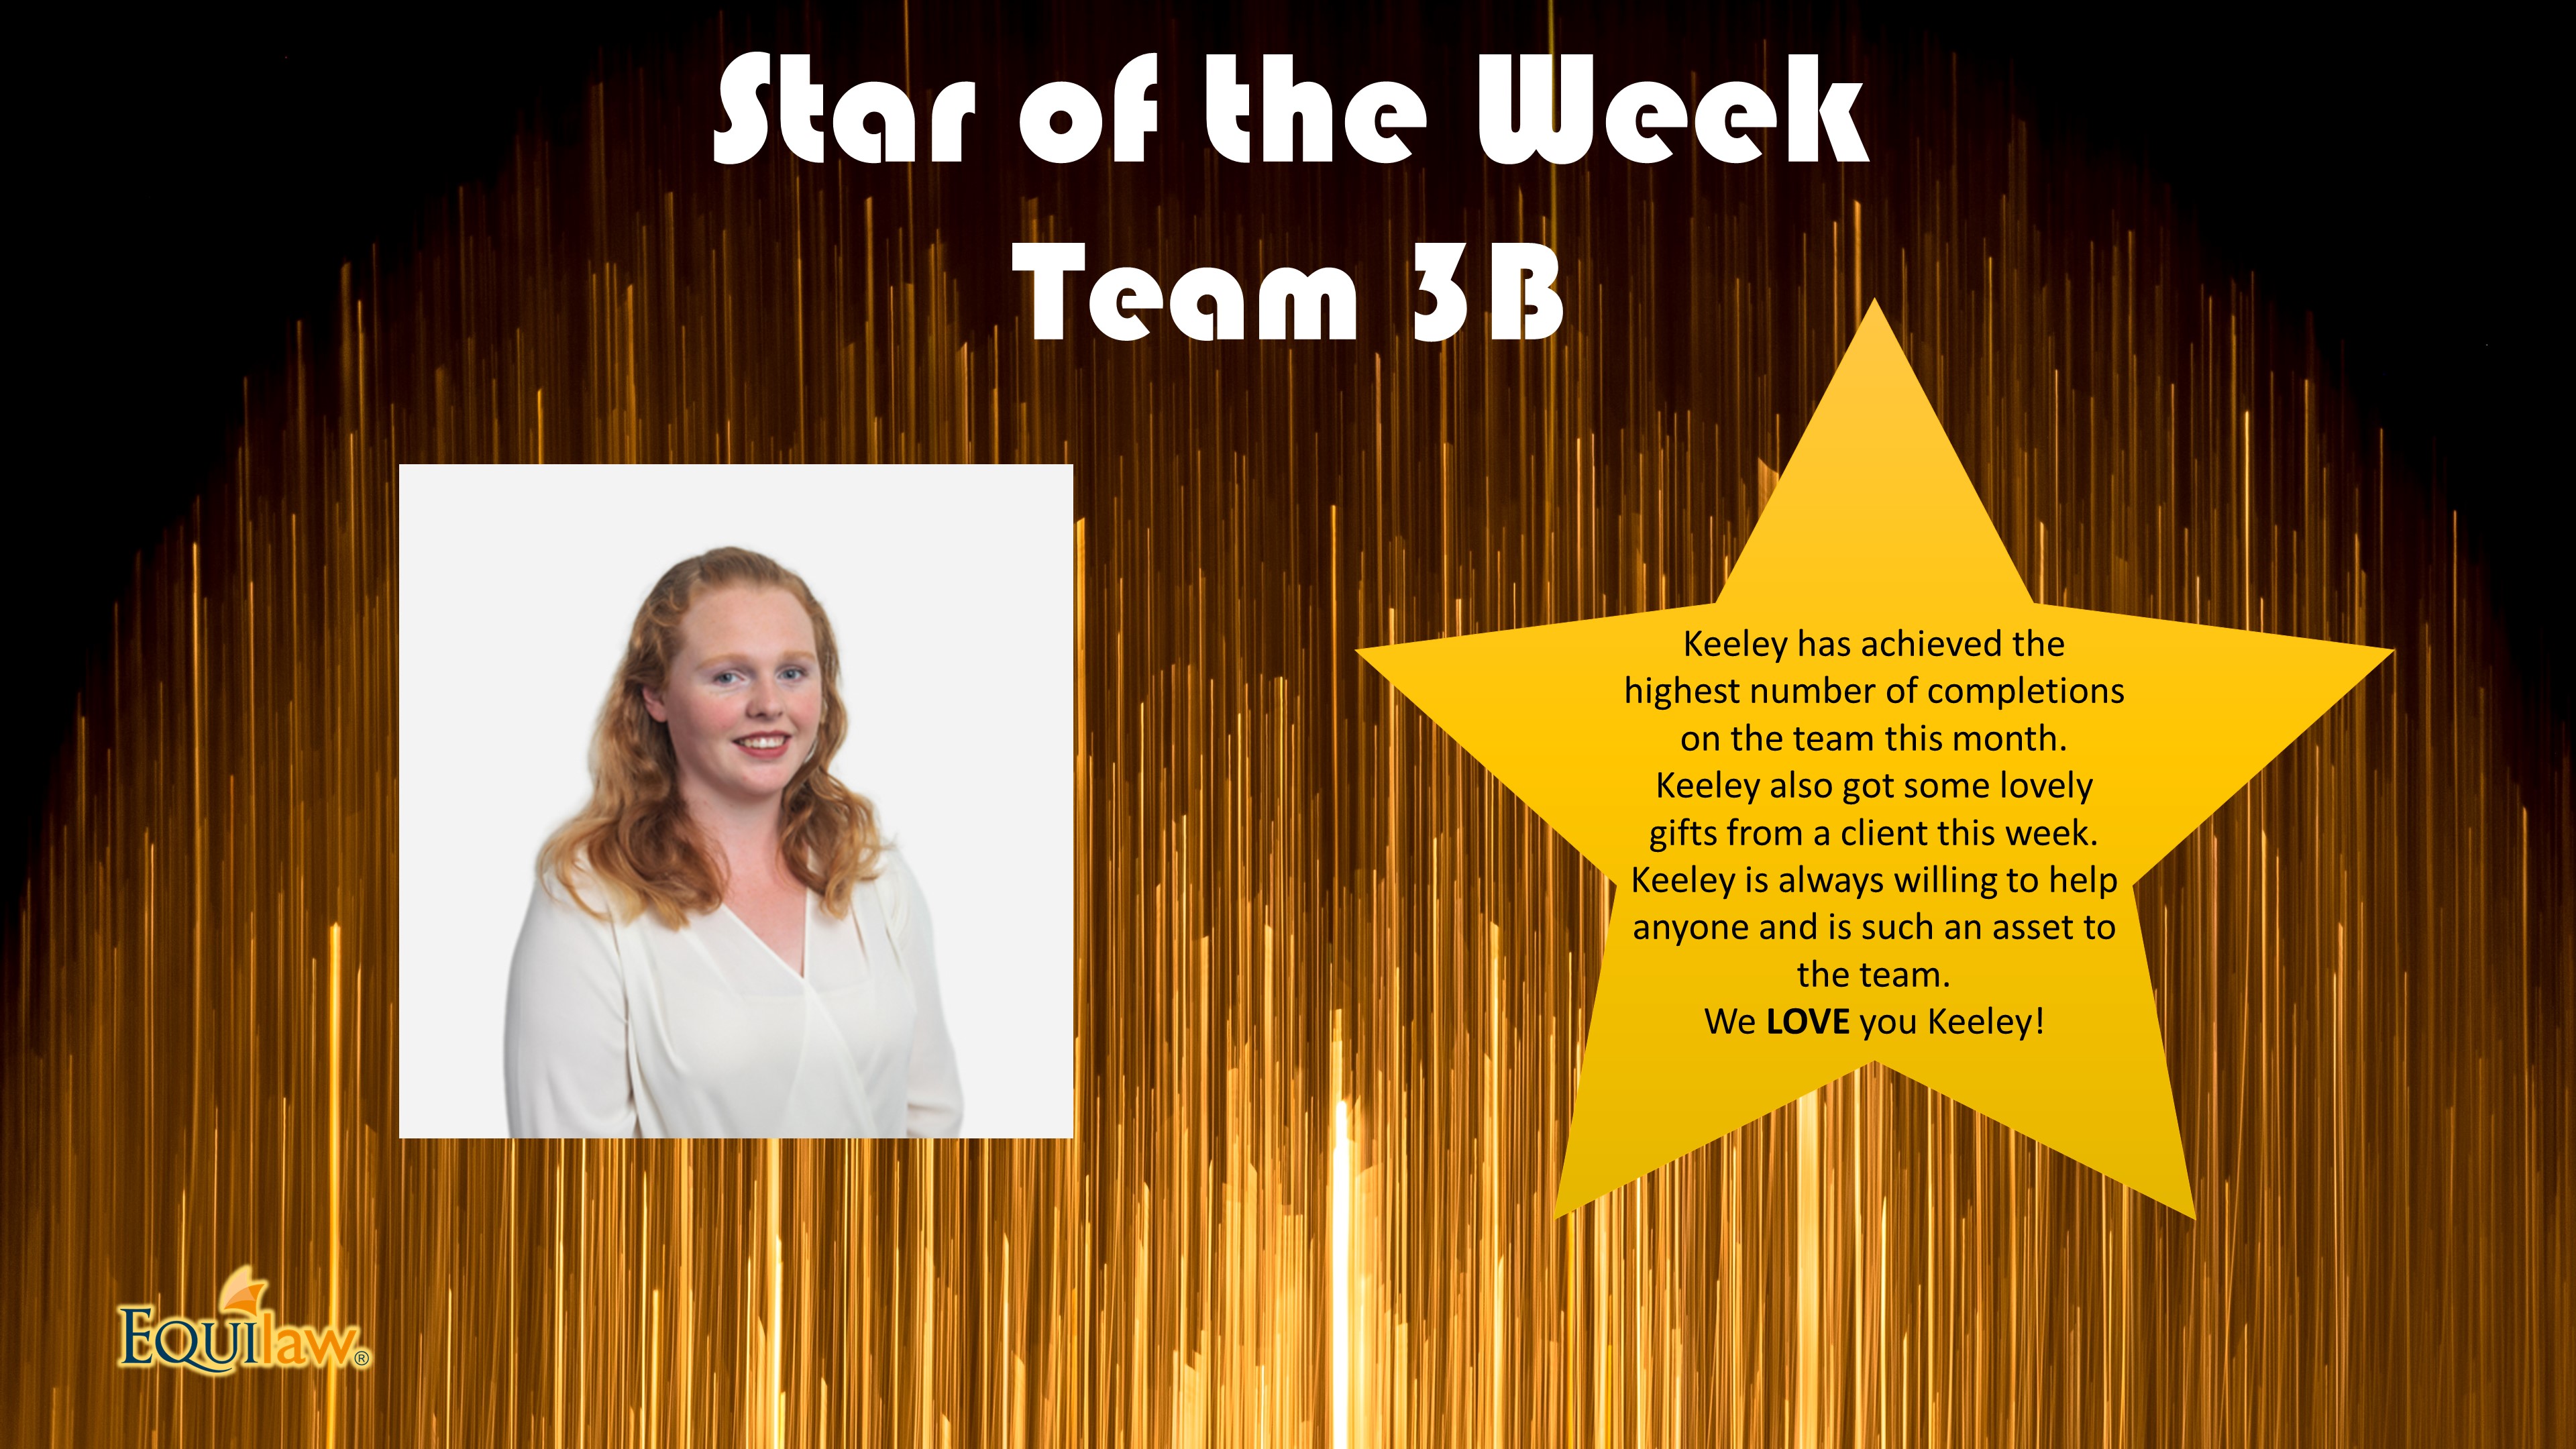 Star of the Week
Team 3B
Keeley has achieved the
highest number of completions
on the team this month.
Keeley also got some lovely
gifts from a client this week.
Keeley is always willing to help
anyone and is such an asset to
the team.
We LOVE you Keeley!
EQUIlaw®